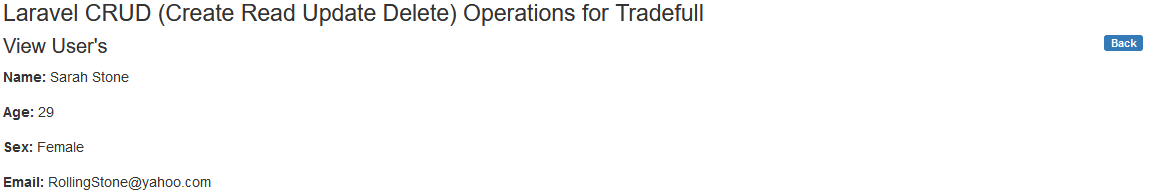 Laravel CRUD (Create Read Update Delete) Operations for Tradefull
View User's
Back
Name: Sarah Stone
Age: 29
Sex: Female
Email: RollingStone@yahoo.com